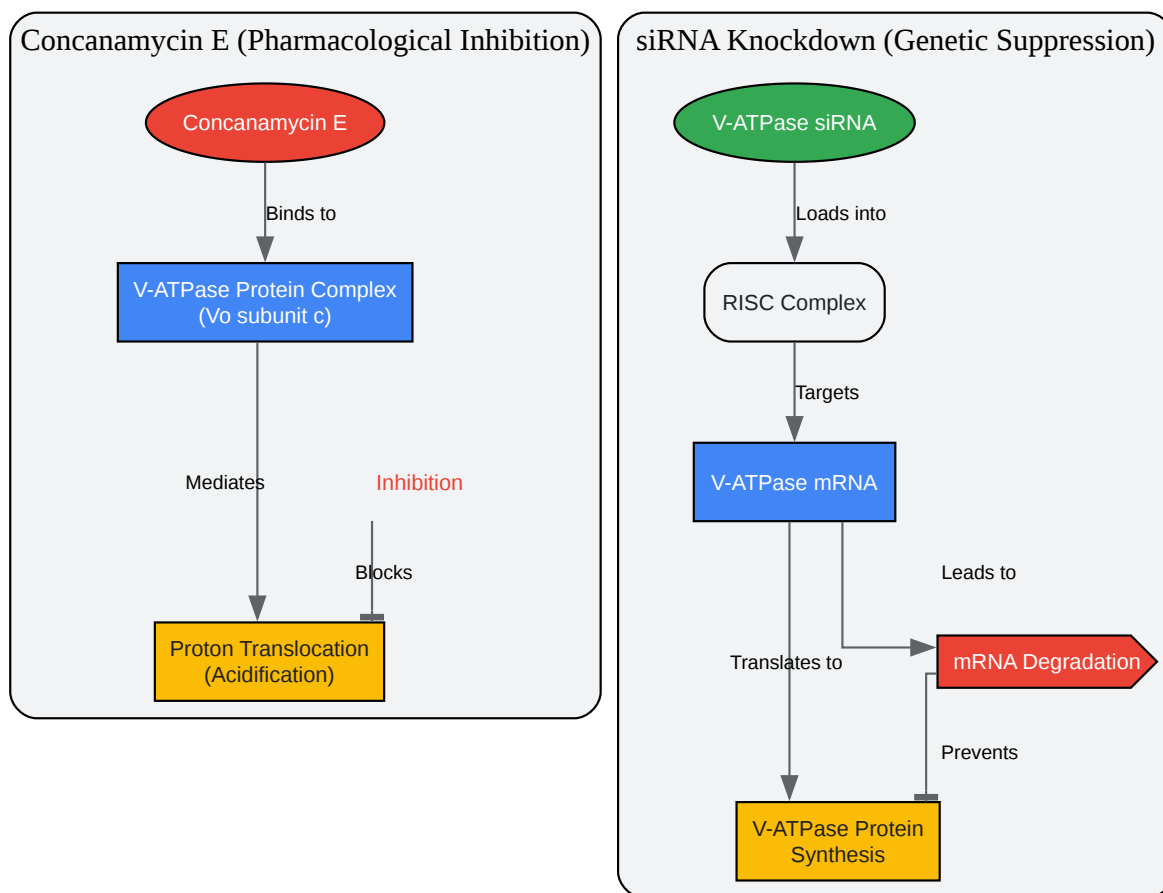 Concanamycin E (Pharmacological Inhibition)
Concanamycin E
Binds to
V-ATPase Protein Complex
(Vo subunit c)
Mediates
Inhibition
Blocks
Proton Translocation
(Acidification)
siRNA Knockdown (Genetic Suppression)
V-ATPase siRNA
Loads into
RISC Complex
Targets
V-ATPase mRNA
Leads to
Translates to
mRNA Degradation
Prevents
V-ATPase Protein
Synthesis